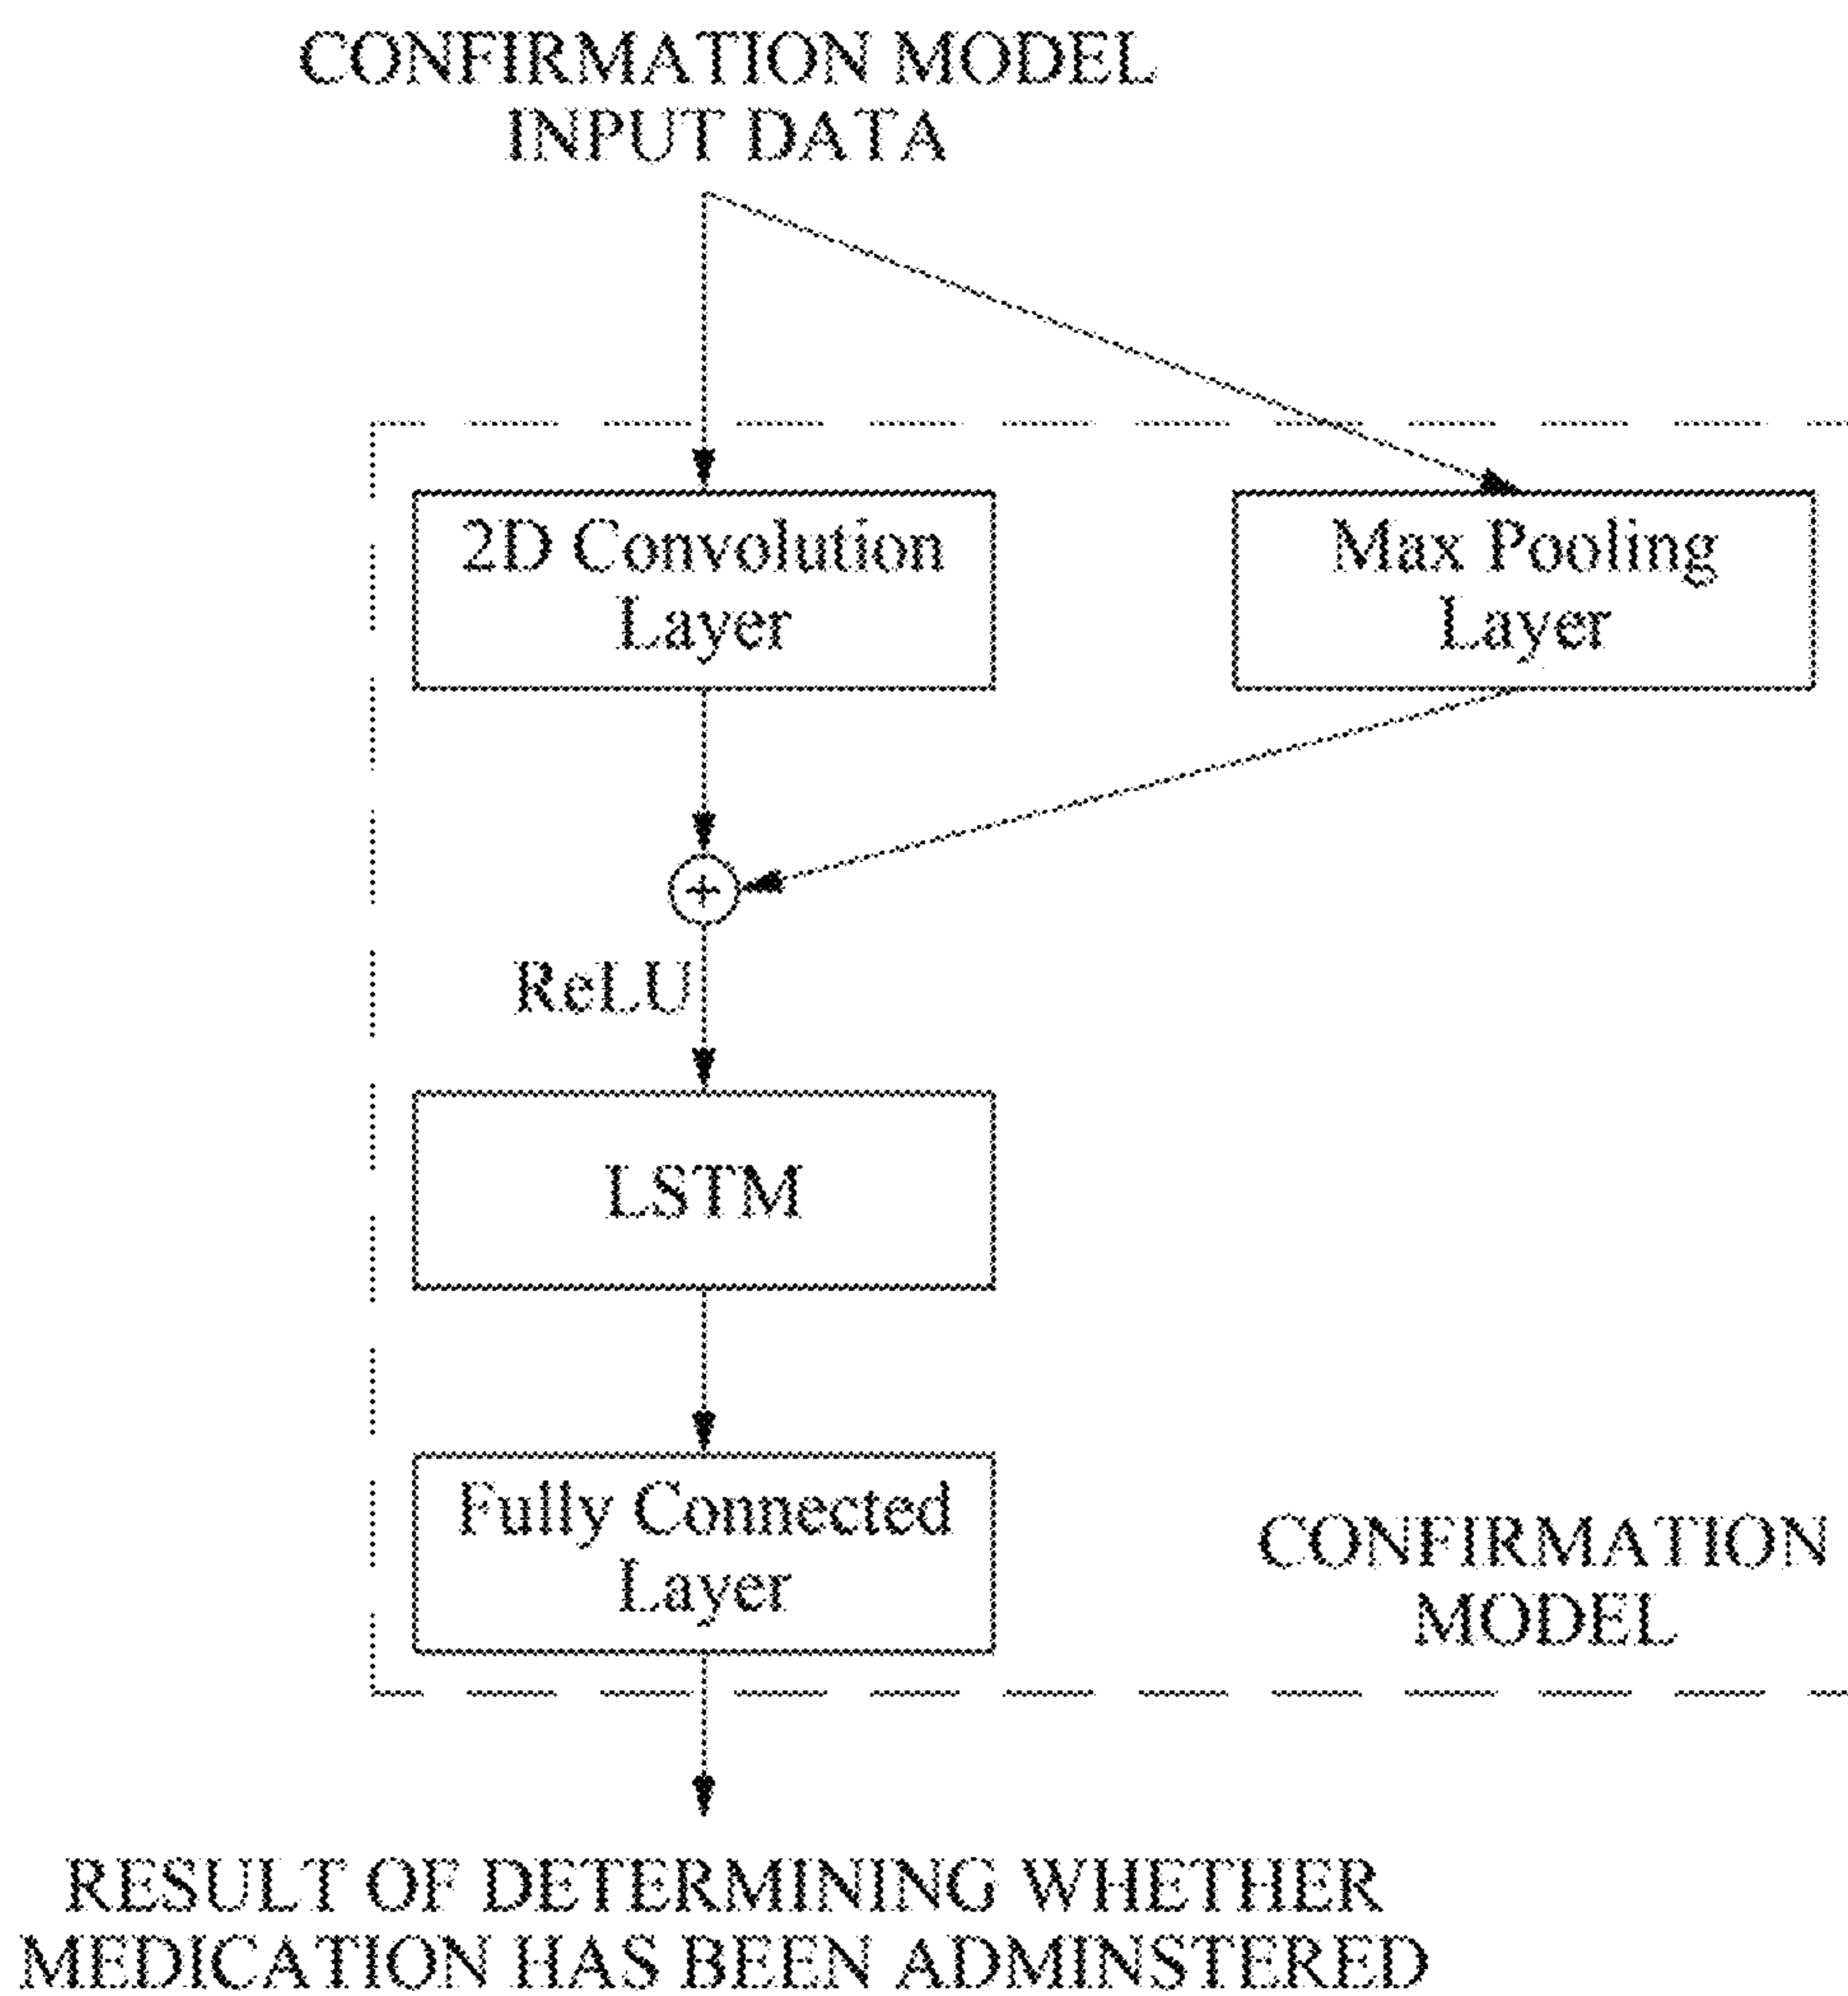 CONFIRMATION MODEL
INPUT DATA
2D Convolution
Layer
Max Pooling
Layer
+
ReLU
LSTM
Fully Connected
Layer
CONFIRMATION
MODEL
RESULT OF DETERMINING WHETHER
MEDICATION HAS BEEN ADMINSTERED